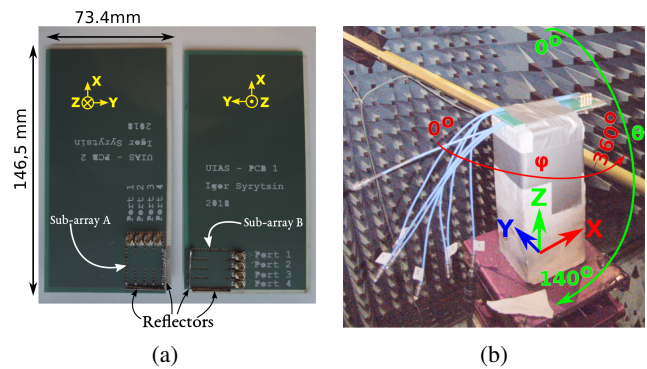 73.4mm
146,5 mm
X
Z Y
X
Y Z
2018
Igor Syrytsin
UIAS - PCB 2
UIAS - PCB 1
Igor Syrytsin
2018
Port 1
Port 2
Port 3
Port 4
Sub-array A
Sub-array B
Port 1
Port 2
Port 3
Port 4
Reflectors
(a)
0°
θ
0°
360°
φ
Z
Y
X
140°
(b)